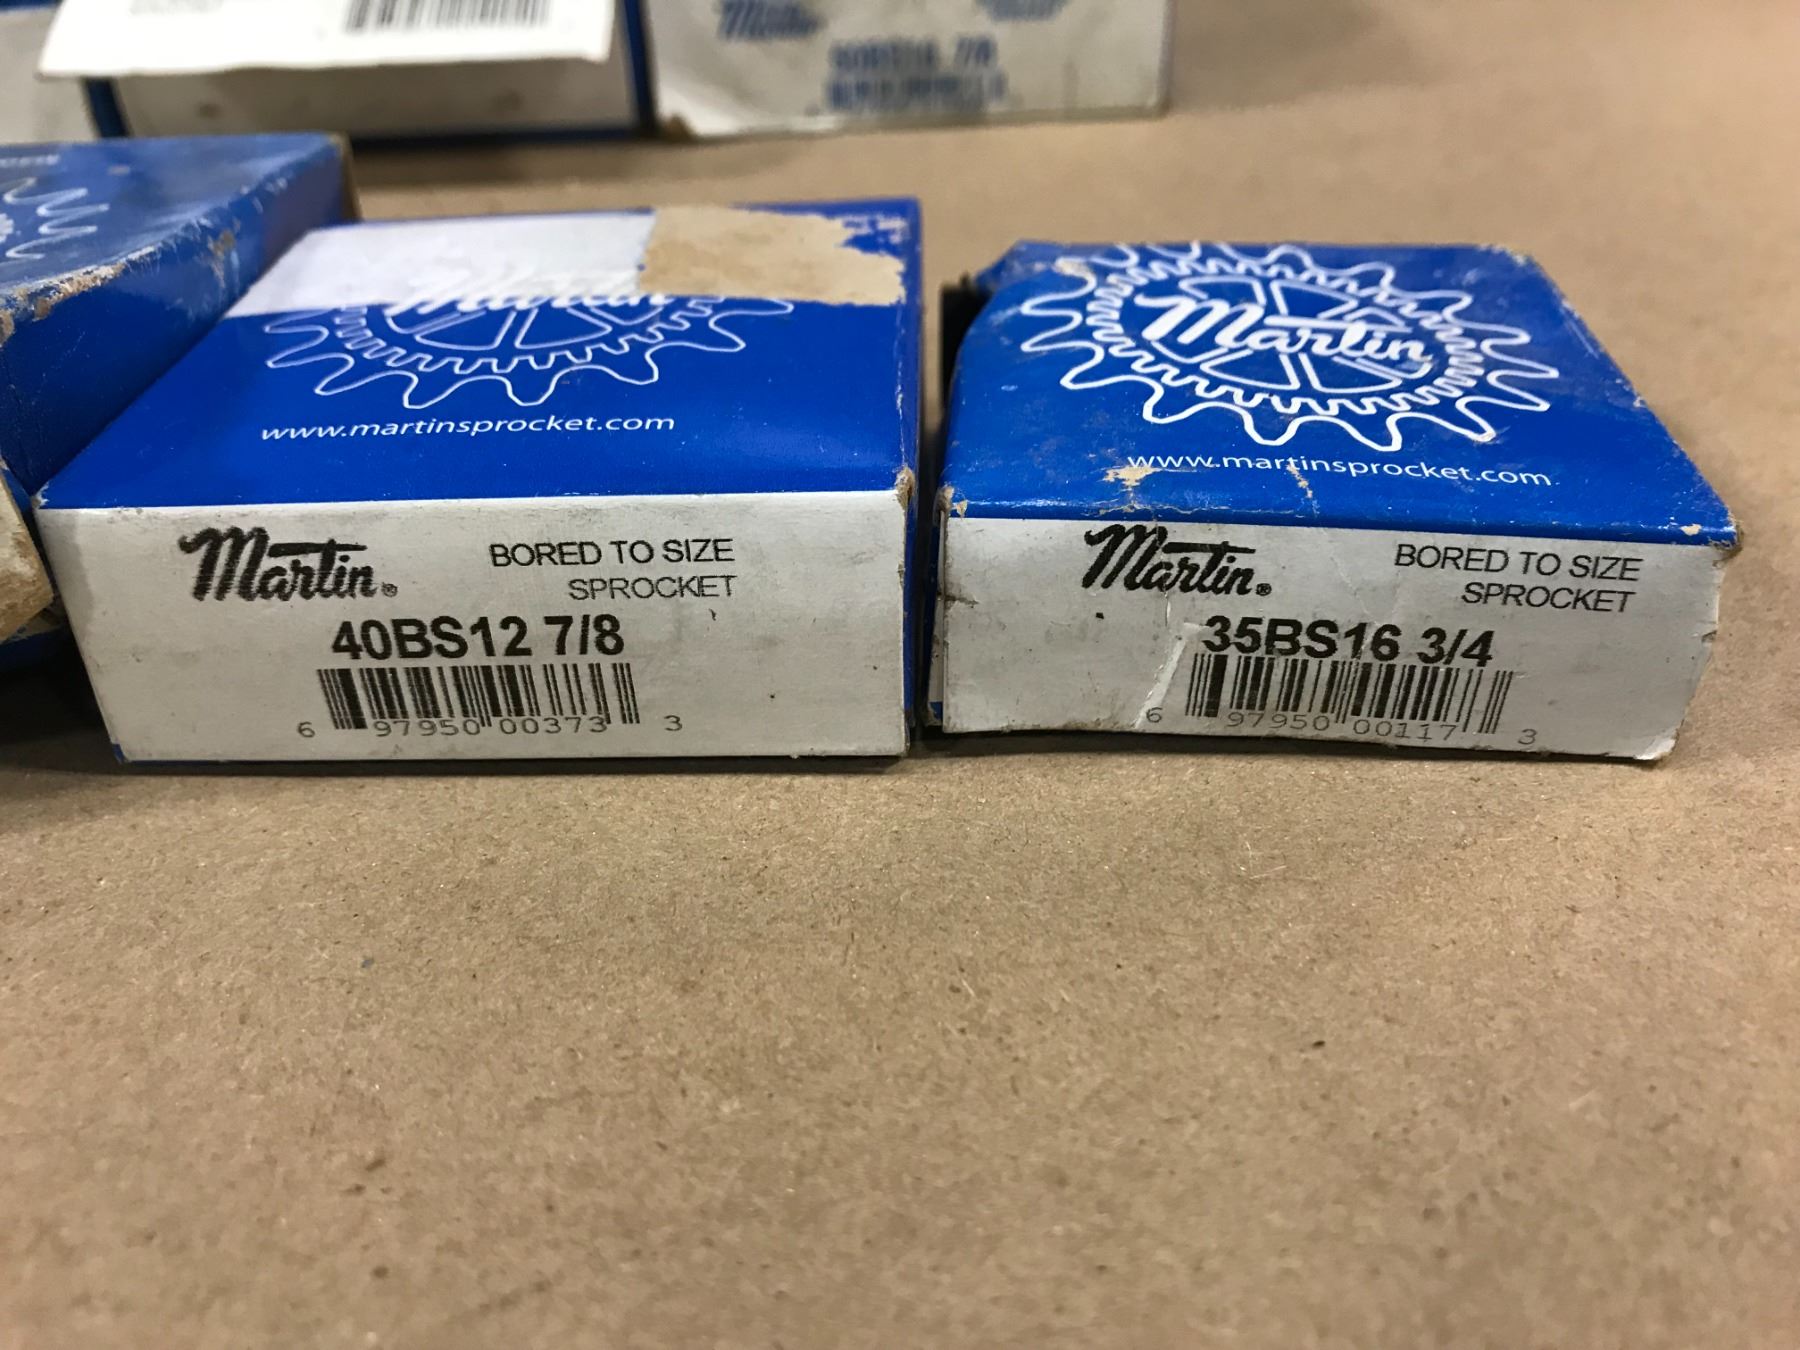 Martin
Martin
www.martinsprocket.com
Martin®
BORED TO SIZE
SPROCKET
40BS12 7/8
6 97950 00373 3
Martin
www.martinsprocket.com
Martin®
BORED TO SIZE
SPROCKET
35BS16 3/4
6 97950 00117 3